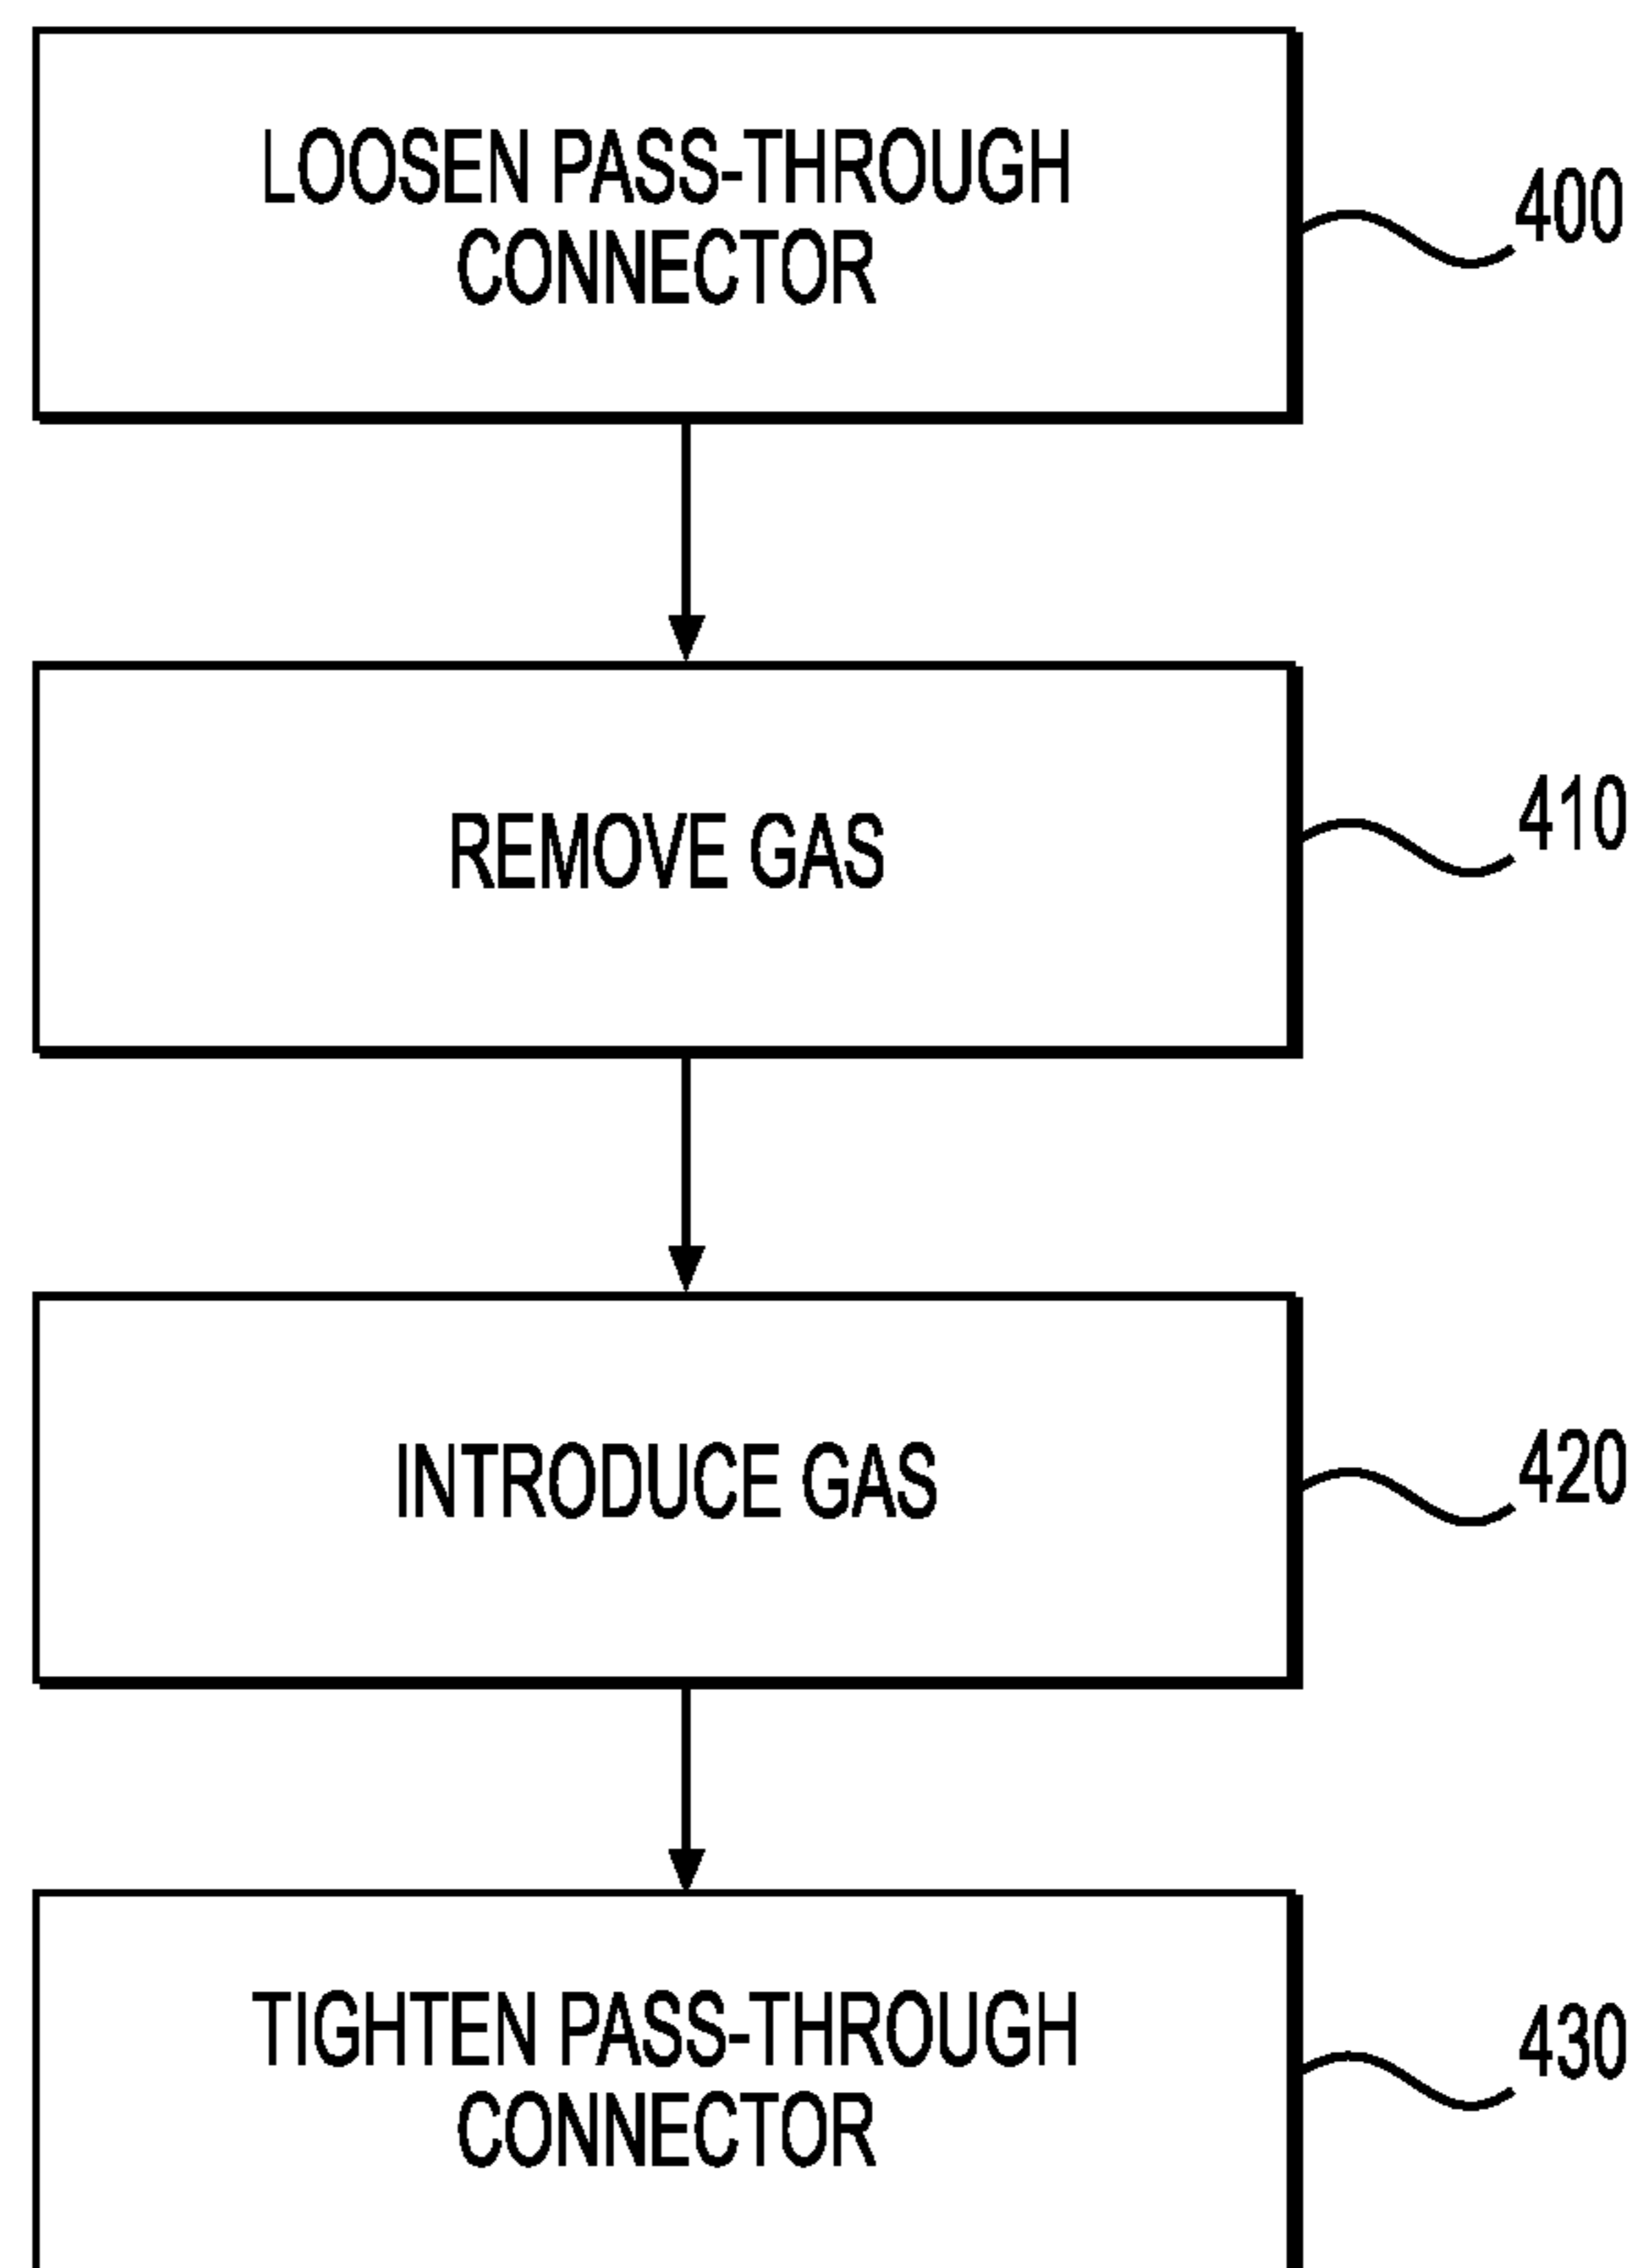 LOOSEN PASS-THROUGH
CONNECTOR
400
REMOVE GAS
410
INTRODUCE GAS
420
TIGHTEN PASS-THROUGH
CONNECTOR
430